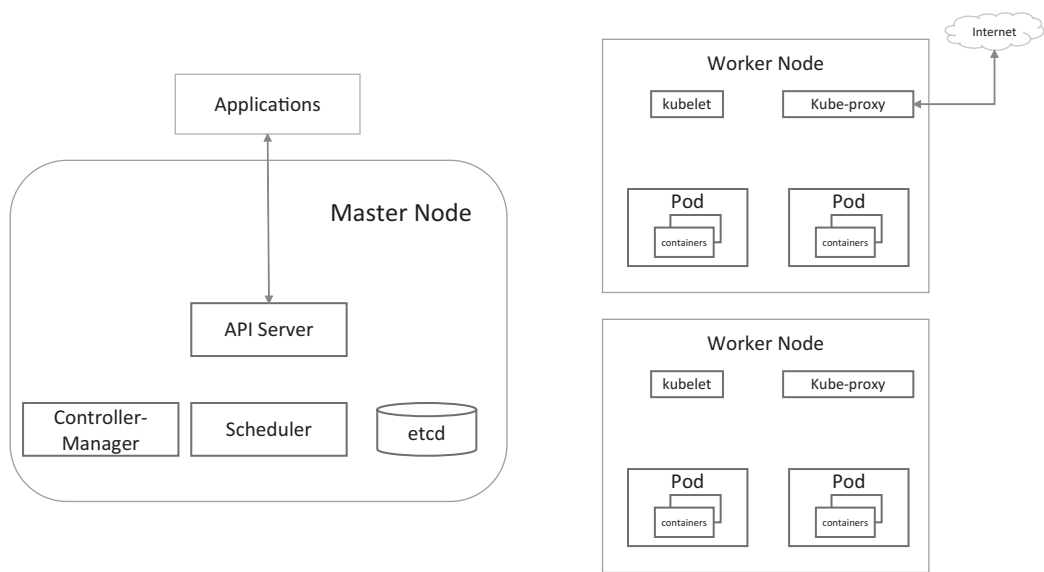 Applications
Master Node
API Server
Controller-
Manager
Scheduler
etcd
Internet
Worker Node
kubelet
Kube-proxy
Pod
containers
Pod
containers
Worker Node
kubelet
Kube-proxy
Pod
containers
Pod
containers